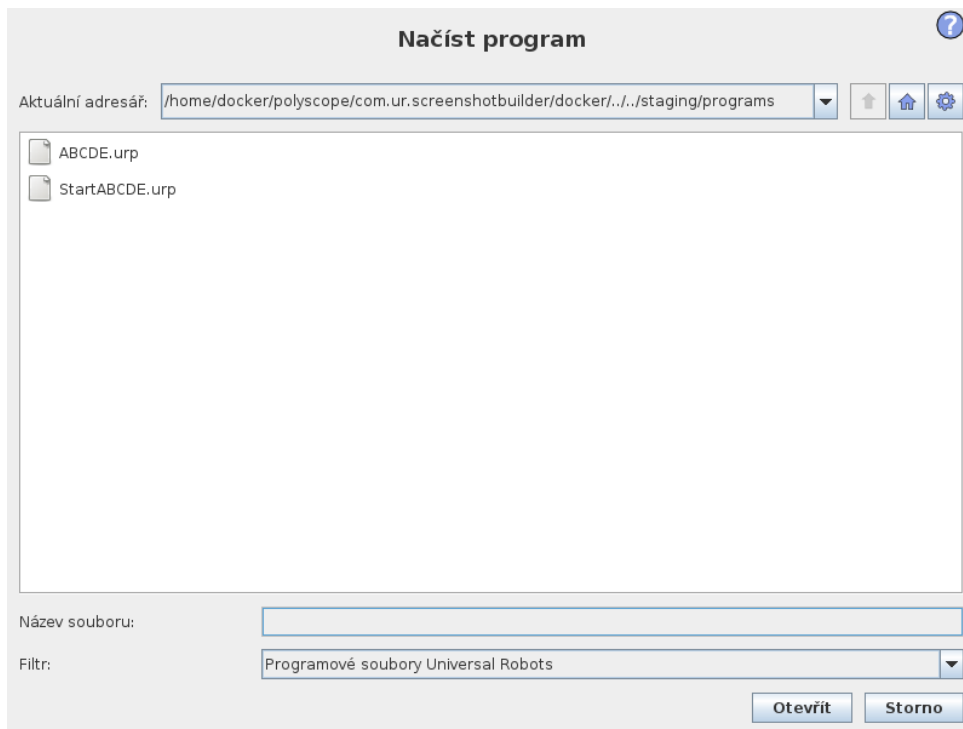 Načíst program
?
Aktuální adresář: /home/docker/polyscope/com.ur.screenshotbuilder/docker/../../staging/programs
ABCDE.urp
StartABCDE.urp
Název souboru:
Filtr: Programové soubory Universal Robots
Otevřít Storno